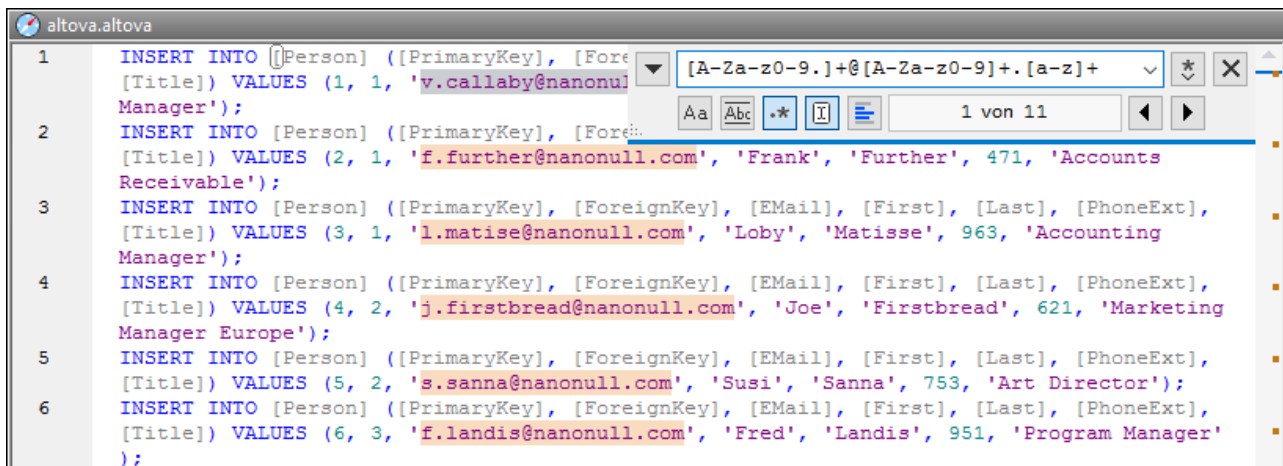 altova.altova
1 INSERT INTO [Person] ([PrimaryKey], [Fore
[A-Za-z0-9.]+@[A-Za-z0-9]+.[a-z]+
[Title]) VALUES (1, 1, 'v.callaby@nanonul
Manager');
Aa Abc .* 1 von 11
2 INSERT INTO [Person] ([PrimaryKey], [Fore
[Title]) VALUES (2, 1, 'f.further@nanonull.com', 'Frank', 'Further', 471, 'Accounts
Receivable');
3 INSERT INTO [Person] ([PrimaryKey], [ForeignKey], [EMail], [First], [Last], [PhoneExt],
[Title]) VALUES (3, 1, 'l.matise@nanonull.com', 'Loby', 'Matisse', 963, 'Accounting
Manager');
4 INSERT INTO [Person] ([PrimaryKey], [ForeignKey], [EMail], [First], [Last], [PhoneExt],
[Title]) VALUES (4, 2, 'j.firstbread@nanonull.com', 'Joe', 'Firstbread', 621, 'Marketing
Manager Europe');
5 INSERT INTO [Person] ([PrimaryKey], [ForeignKey], [EMail], [First], [Last], [PhoneExt],
[Title]) VALUES (5, 2, 's.sanna@nanonull.com', 'Susi', 'Sanna', 753, 'Art Director');
6 INSERT INTO [Person] ([PrimaryKey], [ForeignKey], [EMail], [First], [Last], [PhoneExt],
[Title]) VALUES (6, 3, 'f.landis@nanonull.com', 'Fred', 'Landis', 951, 'Program Manager'
);